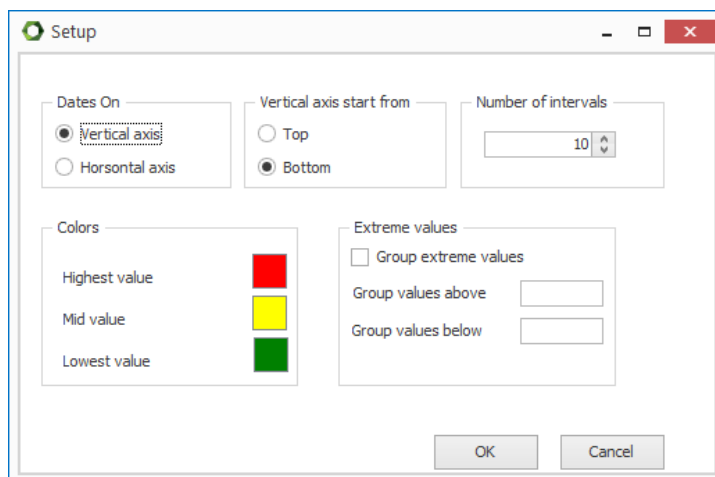 Setup
Dates On
Vertical axis
Horsontal axis
Vertical axis start from
Top
Bottom
Number of intervals
10
Colors
Highest value
Mid value
Lowest value
Extreme values
Group extreme values
Group values above
Group values below
OK
Cancel